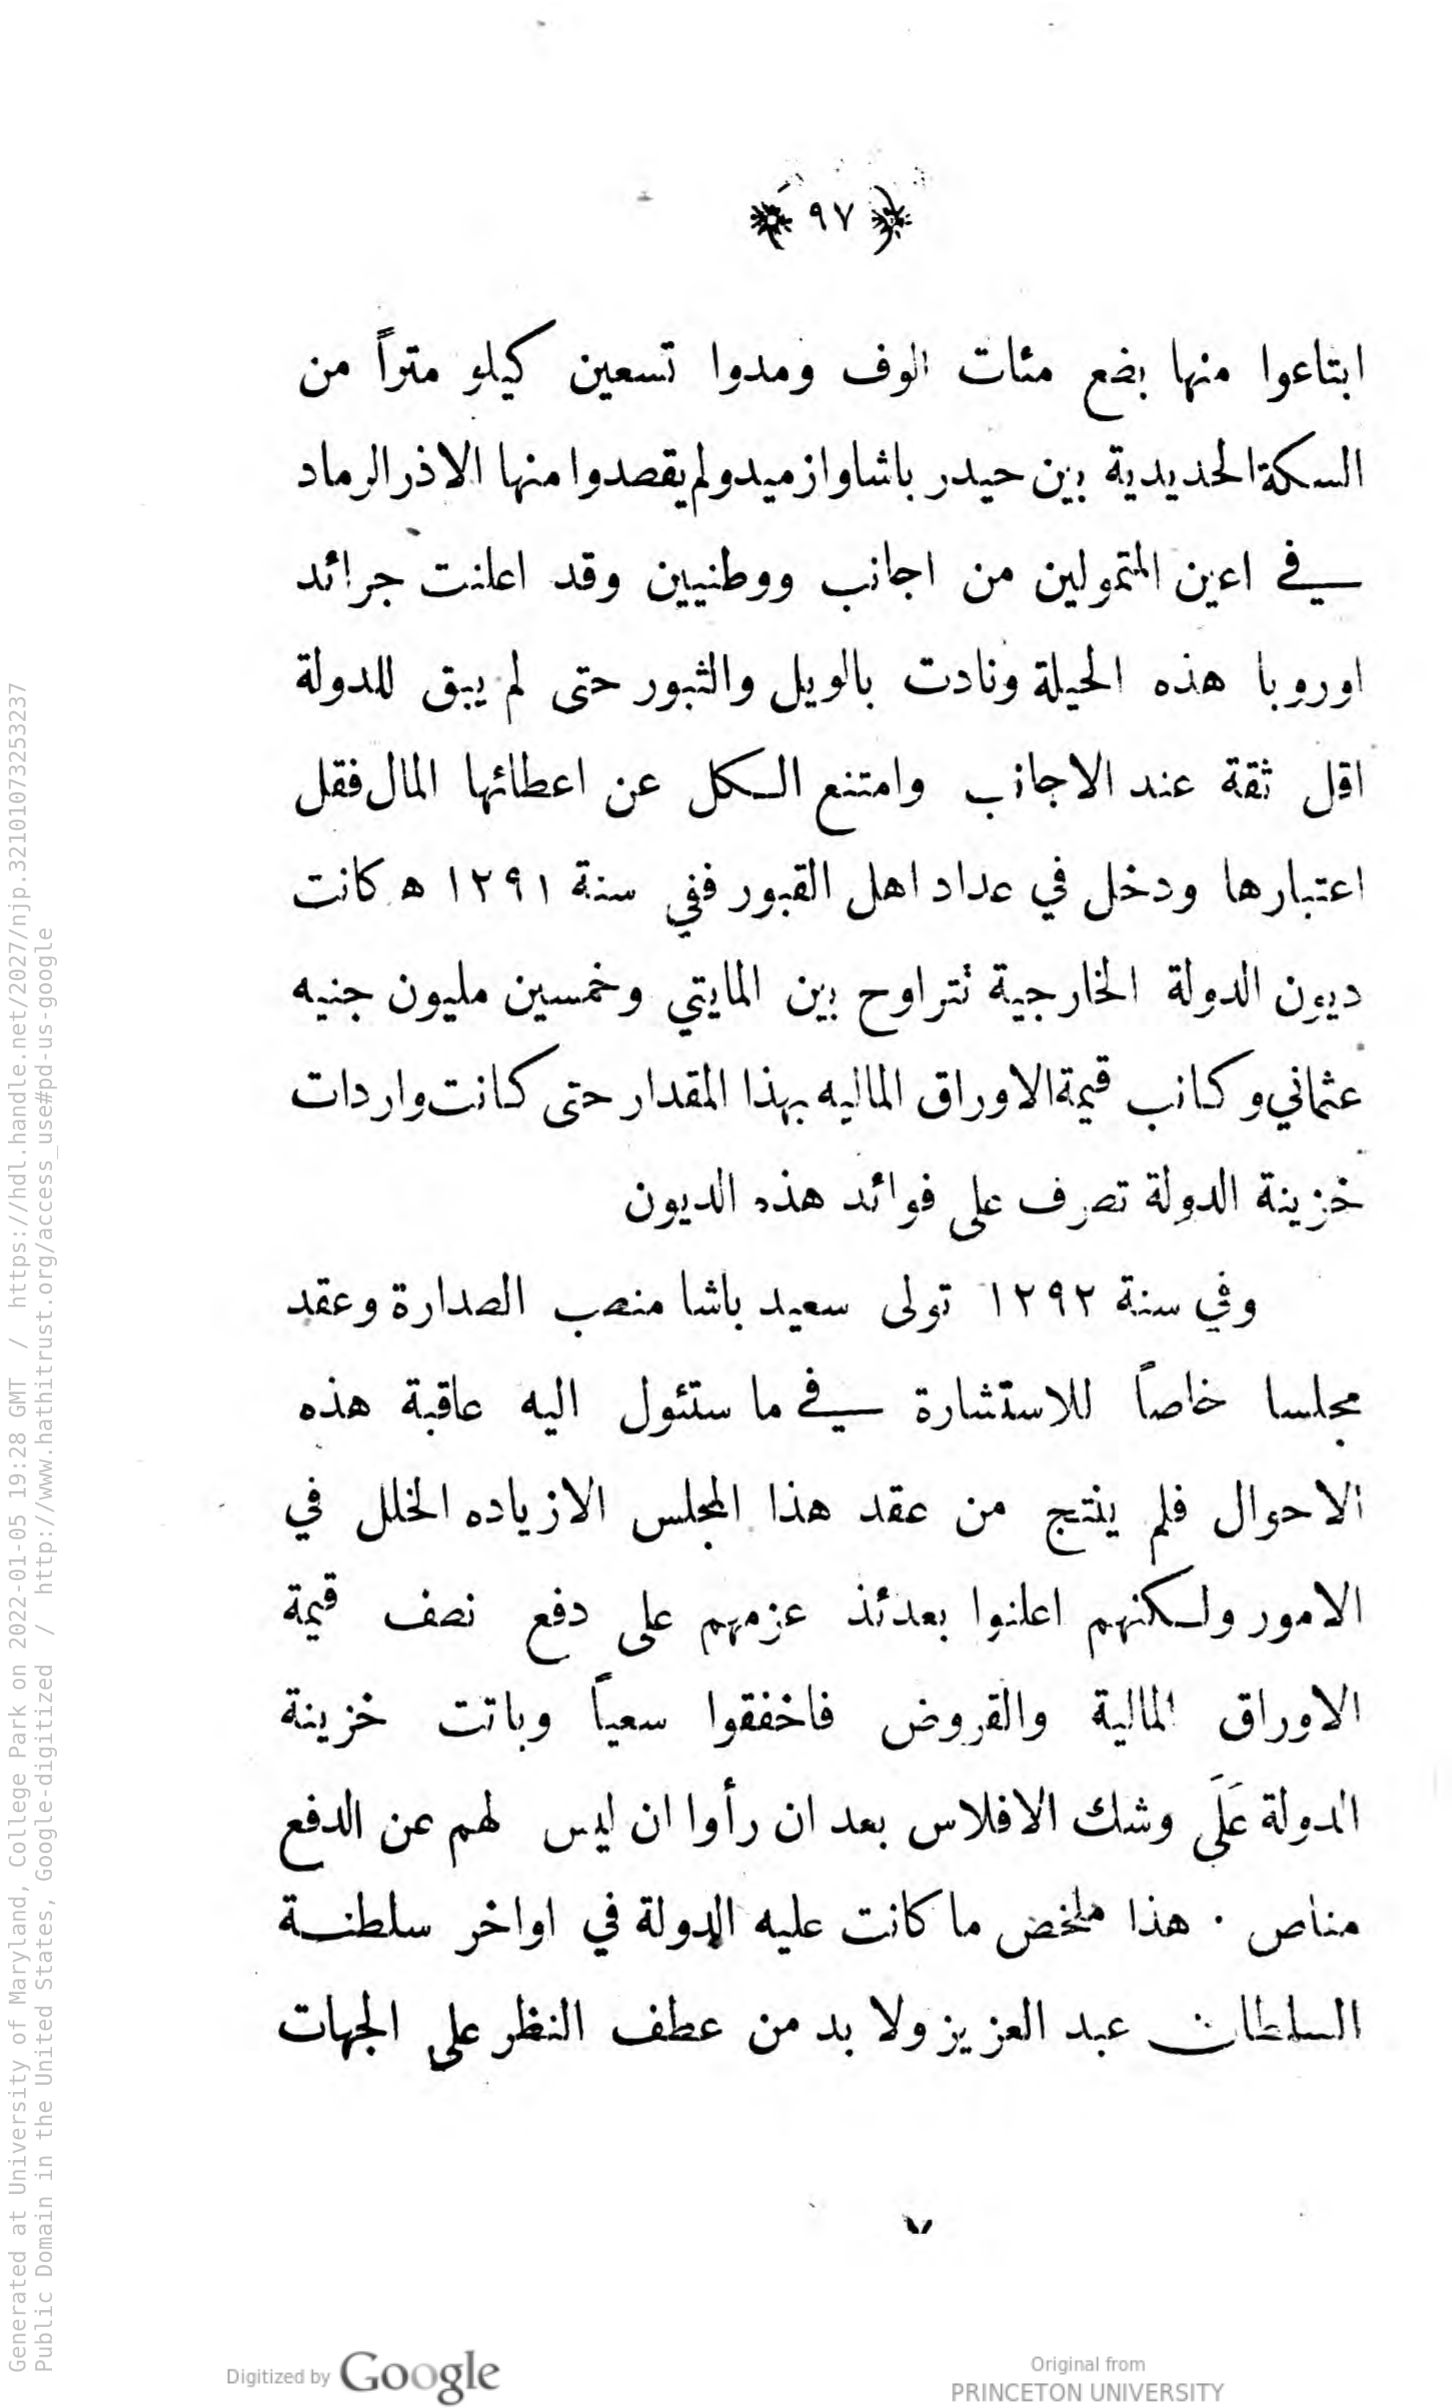 ﴿ ٩٧ ﴾
ابتاعوا منها بضع مئات الوف ومدوا تسعين كيلو متراً من
السكة الحديدية بين حيدر باشا وازميد ولم يقصدوا منها الا ذر الرماد
في اعين المتمولين من اجانب ووطنيين وقد اعلنت جرائد
اوروبا هذه الحيلة ونادت بالويل والثبور حتى لم يبق للدولة
اقل ثقة عند الاجانب وامتنع الكل عن اعطائها المال فقل
اعتبارها ودخل في عداد اهل القبور ففي سنة ١٢٩١ ه كانت
ديون الدولة الخارجية تتراوح بين المايتي وخمسين مليون جنيه
عثماني وكانب قيمة الاوراق الماليه بهذا المقدار حتى كانت واردات
خزينة الدولة تصرف على فوائد هذه الديون
وفي سنة ١٢٩٢ تولى سعيد باشا منصب الصدارة وعقد
مجلسا خاصاً للاستشارة في ما ستئول اليه عاقبة هذه
الاحوال فلم ينتج من عقد هذا المجلس الا زياده الخلل في
الامور ولكنهم اعلنوا بعدئذ عزمهم على دفع نصف قيمة
الاوراق المالية والقروض فاخفقوا سعياً وباتت خزينة
الدولة عَلَى وشك الافلاس بعد ان رأوا ان ليس لهم عن الدفع
مناص ٠ هذا ملخض ما كانت عليه الدولة في اواخر سلطنة
السلطان عبد العزيز ولا بد من عطف النظر على الجهات
٧
Digitized by Google
Original from
PRINCETON UNIVERSITY
Generated at University of Maryland, College Park on 2022-01-05 19:28 GMT / https://hdl.handle.net/2027/njp.32101073253237
Public Domain in the United States, Google-digitized / http://www.hathitrust.org/access_use#pd-us-google